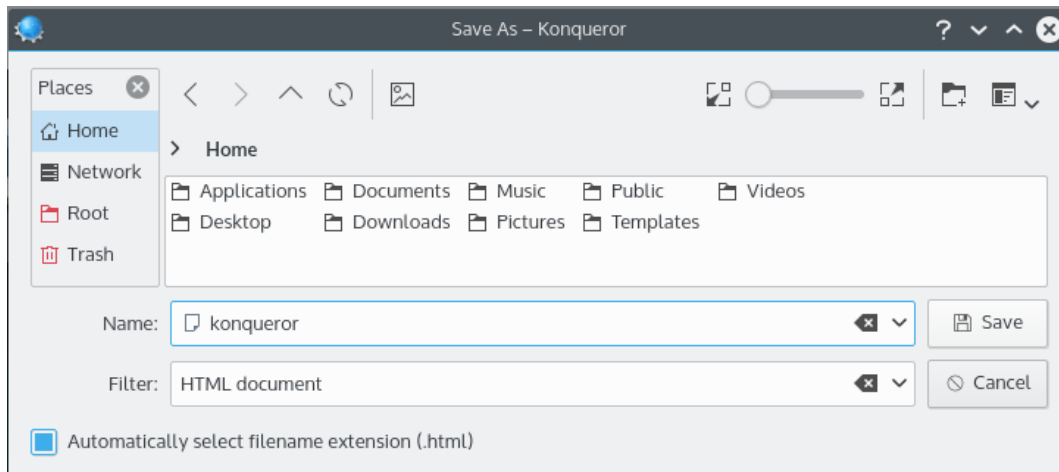 Save As – Konqueror
Places
Home
Network
Root
Trash
Home
Applications Documents Music Public Videos
Desktop Downloads Pictures Templates
Name: konqueror Save
Filter: HTML document Cancel
Automatically select filename extension (.html)